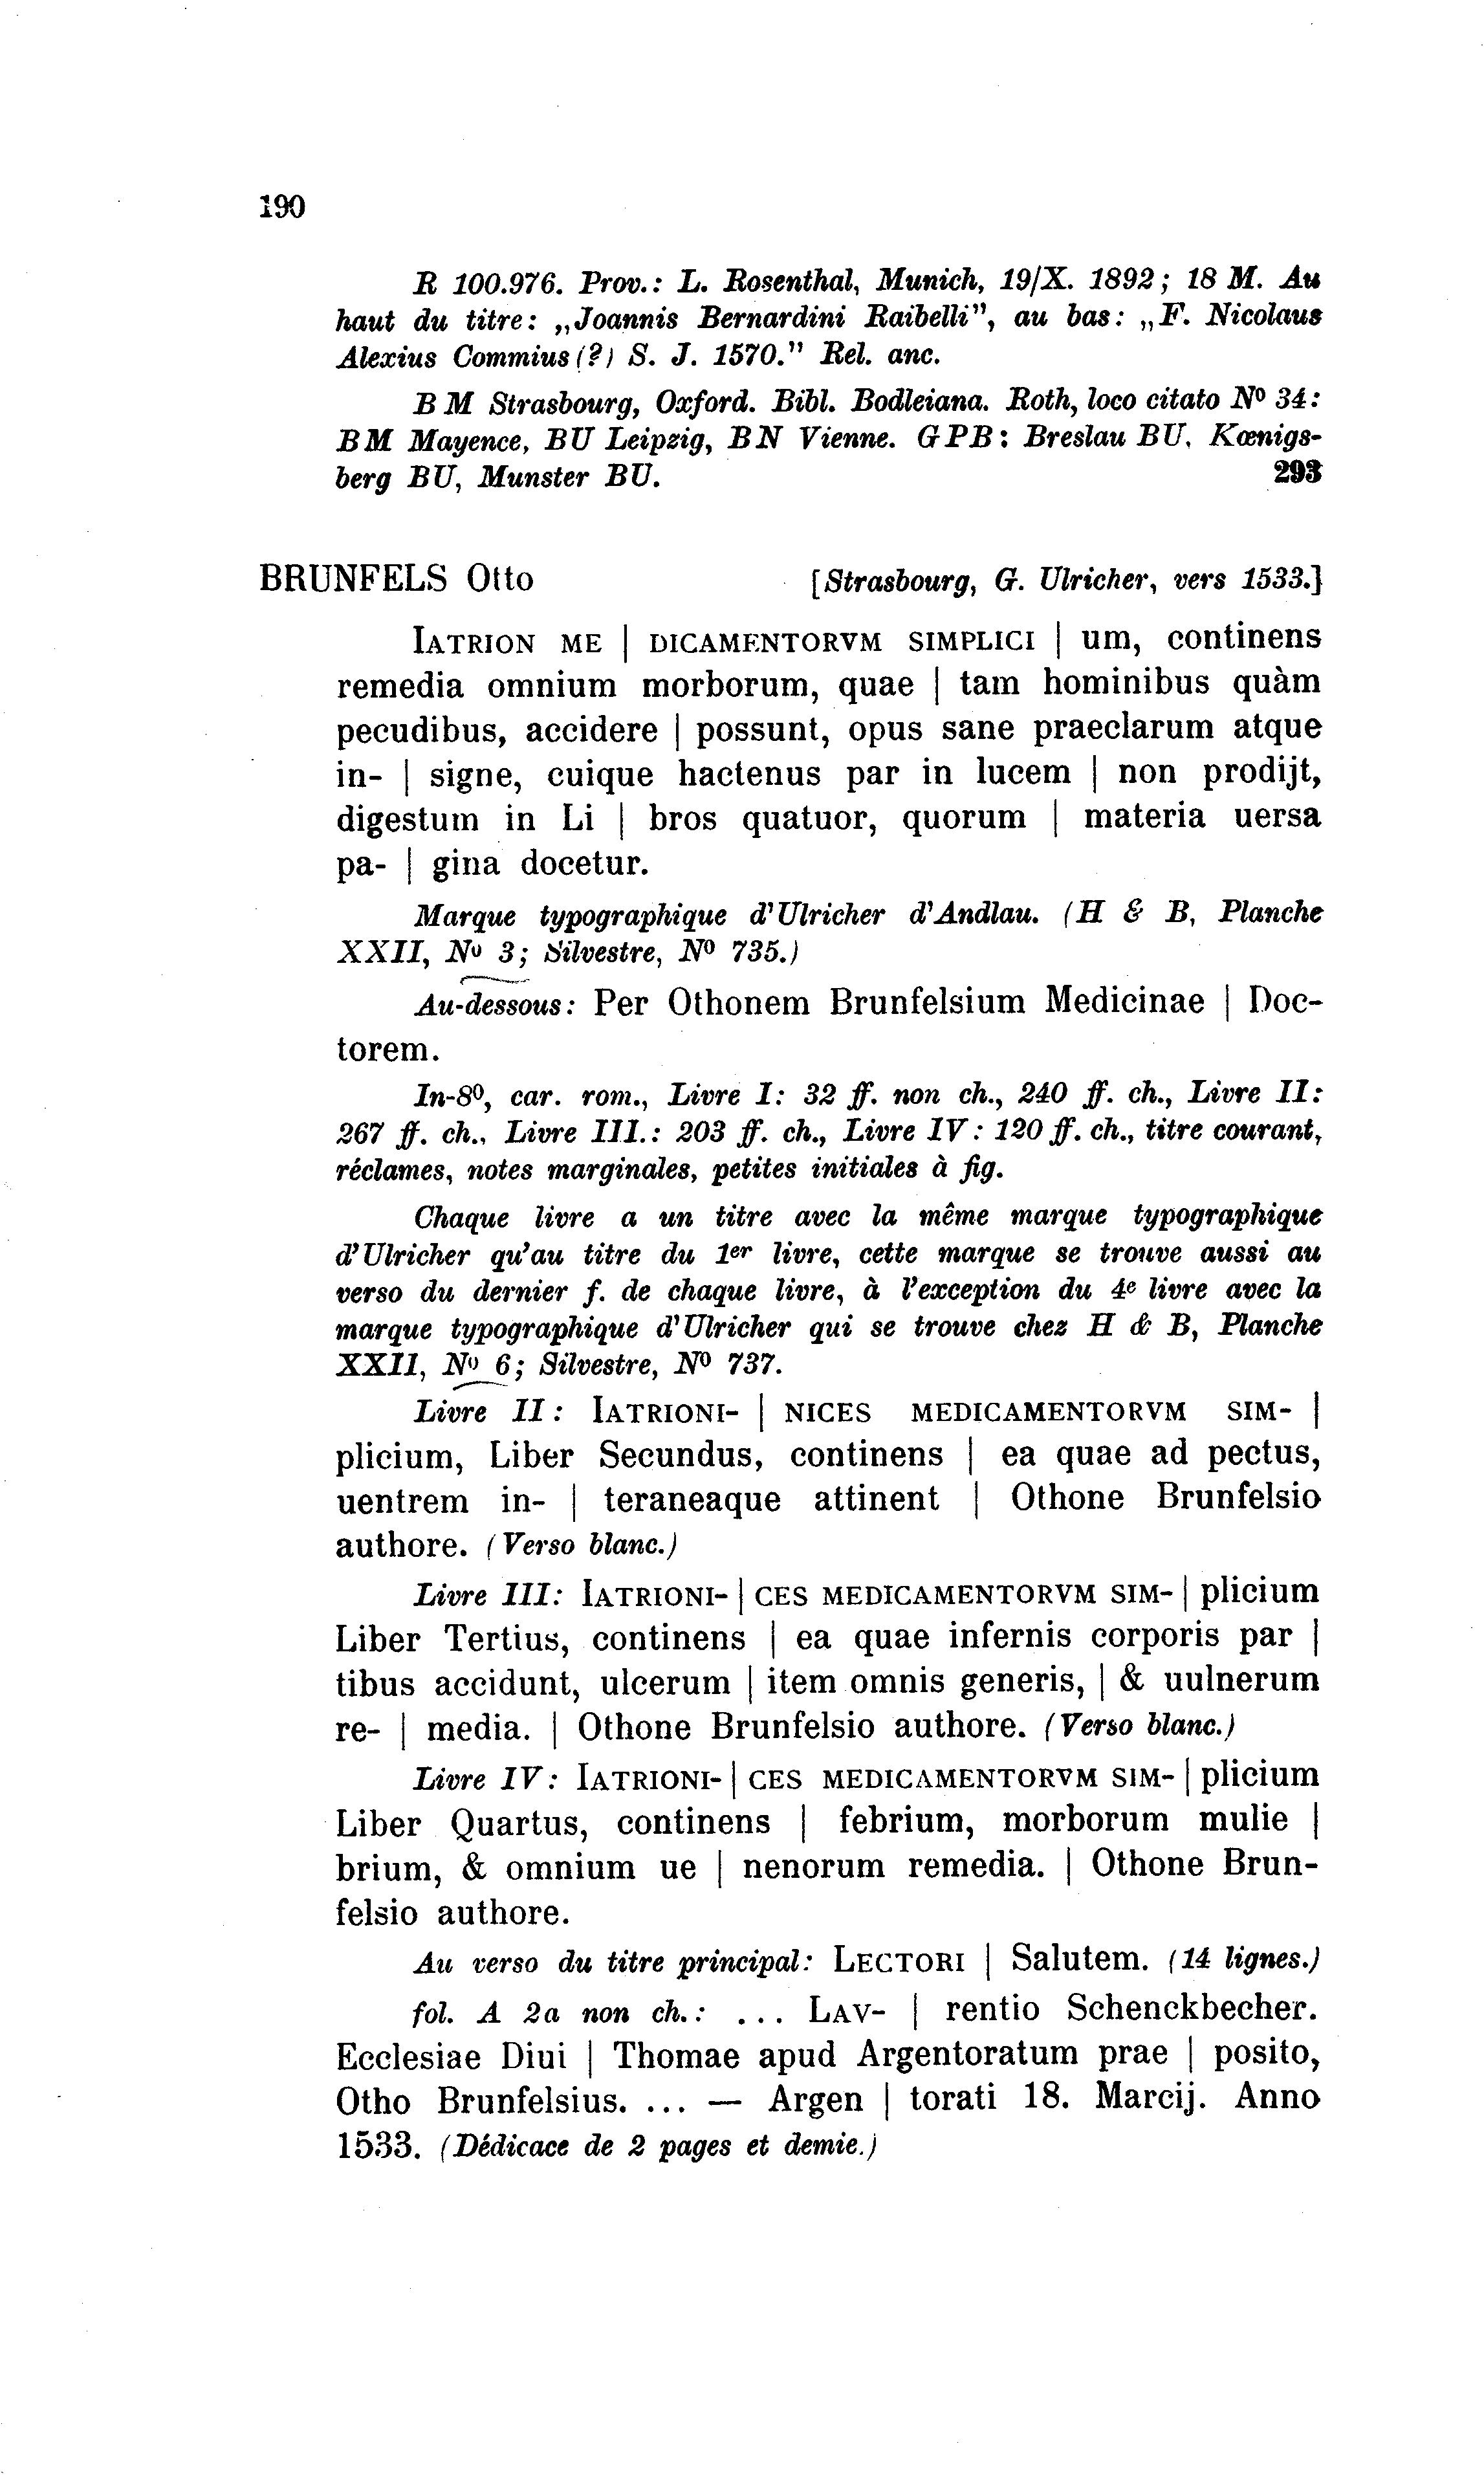 190
R 100.976. Prov.: L. Rosenthal, Munich, 19/X. 1892; 18 M. Au
haut du titre: „Joannis Bernardini Raibelli”, au bas: „F. Nicolaus
Alexius Commius (?) S. J. 1570.” Rel. anc.
B M Strasbourg, Oxford. Bibl. Bodleiana. Roth, loco citato Nº 34:
BM Mayence, BU Leipzig, BN Vienne. GPB: Breslau BU, Kœnigs-
berg BU, Munster BU. 293
BRUNFELS Otto [Strasbourg, G. Ulricher, vers 1533.]
IATRION ME | DICAMENTORVM SIMPLICI | um, continens
remedia omnium morborum, quae | tam hominibus quàm
pecudibus, accidere | possunt, opus sane praeclarum atque
in- | signe, cuique hactenus par in lucem | non prodijt,
digestum in Li | bros quatuor, quorum | materia uersa
pa- | gina docetur.
Marque typographique d'Ulricher d'Andlau. (H & B, Planche
XXII, Nº 3; Silvestre, Nº 735.)
Au-dessous: Per Othonem Brunfelsium Medicinae | Doc-
torem.
In-8º, car. rom., Livre I: 32 ff. non ch., 240 ff. ch., Livre II:
267 ff. ch., Livre III.: 203 ff. ch., Livre IV: 120 ff. ch., titre courant,
réclames, notes marginales, petites initiales à fig.
Chaque livre a un titre avec la même marque typographique
d'Ulricher qu'au titre du 1er livre, cette marque se trouve aussi au
verso du dernier f. de chaque livre, à l'exception du 4e livre avec la
marque typographique d'Ulricher qui se trouve chez H & B, Planche
XXII, Nº 6; Silvestre, Nº 737.
Livre II: IATRIONI- | NICES MEDICAMENTORVM SIM- |
plicium, Liber Secundus, continens | ea quae ad pectus,
uentrem in- | teraneaque attinent | Othone Brunfelsio
authore. (Verso blanc.)
Livre III: IATRIONI- | CES MEDICAMENTORVM SIM- | plicium
Liber Tertius, continens | ea quae infernis corporis par |
tibus accidunt, ulcerum | item omnis generis, | & uulnerum
re- | media. | Othone Brunfelsio authore. (Verso blanc.)
Livre IV: IATRIONI- | CES MEDICAMENTORVM SIM- | plicium
Liber Quartus, continens | febrium, morborum mulie |
brium, & omnium ue | nenorum remedia. | Othone Brun-
felsio authore.
Au verso du titre principal: LECTORI | Salutem. (14 lignes.)
fol. A 2a non ch.: ... LAV- | rentio Schenckbecher.
Ecclesiae Diui | Thomae apud Argentoratum prae | posito,
Otho Brunfelsius. ... — Argen | torati 18. Marcij. Anno
1533. (Dédicace de 2 pages et demie.)